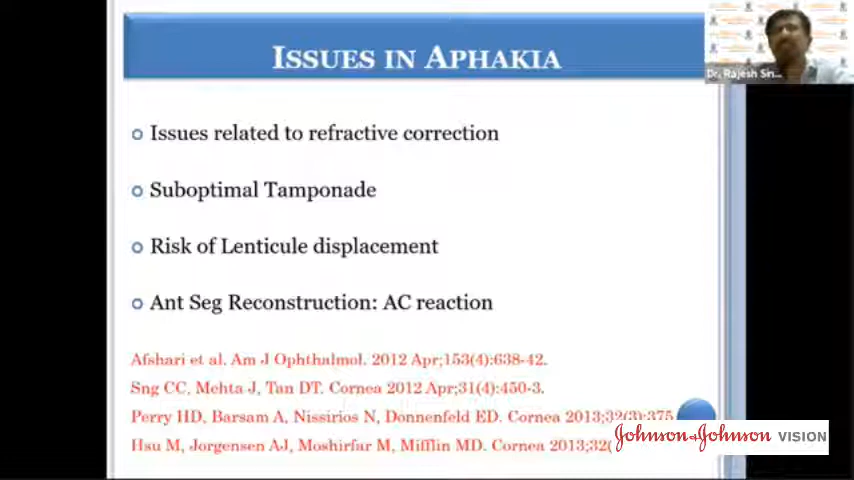 ISSUES IN APHAKIA
Dr. Rajesh Sin...
Issues related to refractive correction
Suboptimal Tamponade
Risk of Lenticule displacement
Ant Seg Reconstruction: AC reaction
Afshari et al. Am J Ophthalmol. 2012 Apr;153(4):638-42.
Sng CC, Mehta J, Tan DT. Cornea 2012 Apr;31(4):450-3.
Perry HD, Barsam A, Nissirios N, Donnenfeld ED. Cornea 2013;32(3):375
Hsu M, Jorgensen AJ, Moshirfar M, Mifflin MD. Cornea 2013;32(
Johnson & Johnson VISION